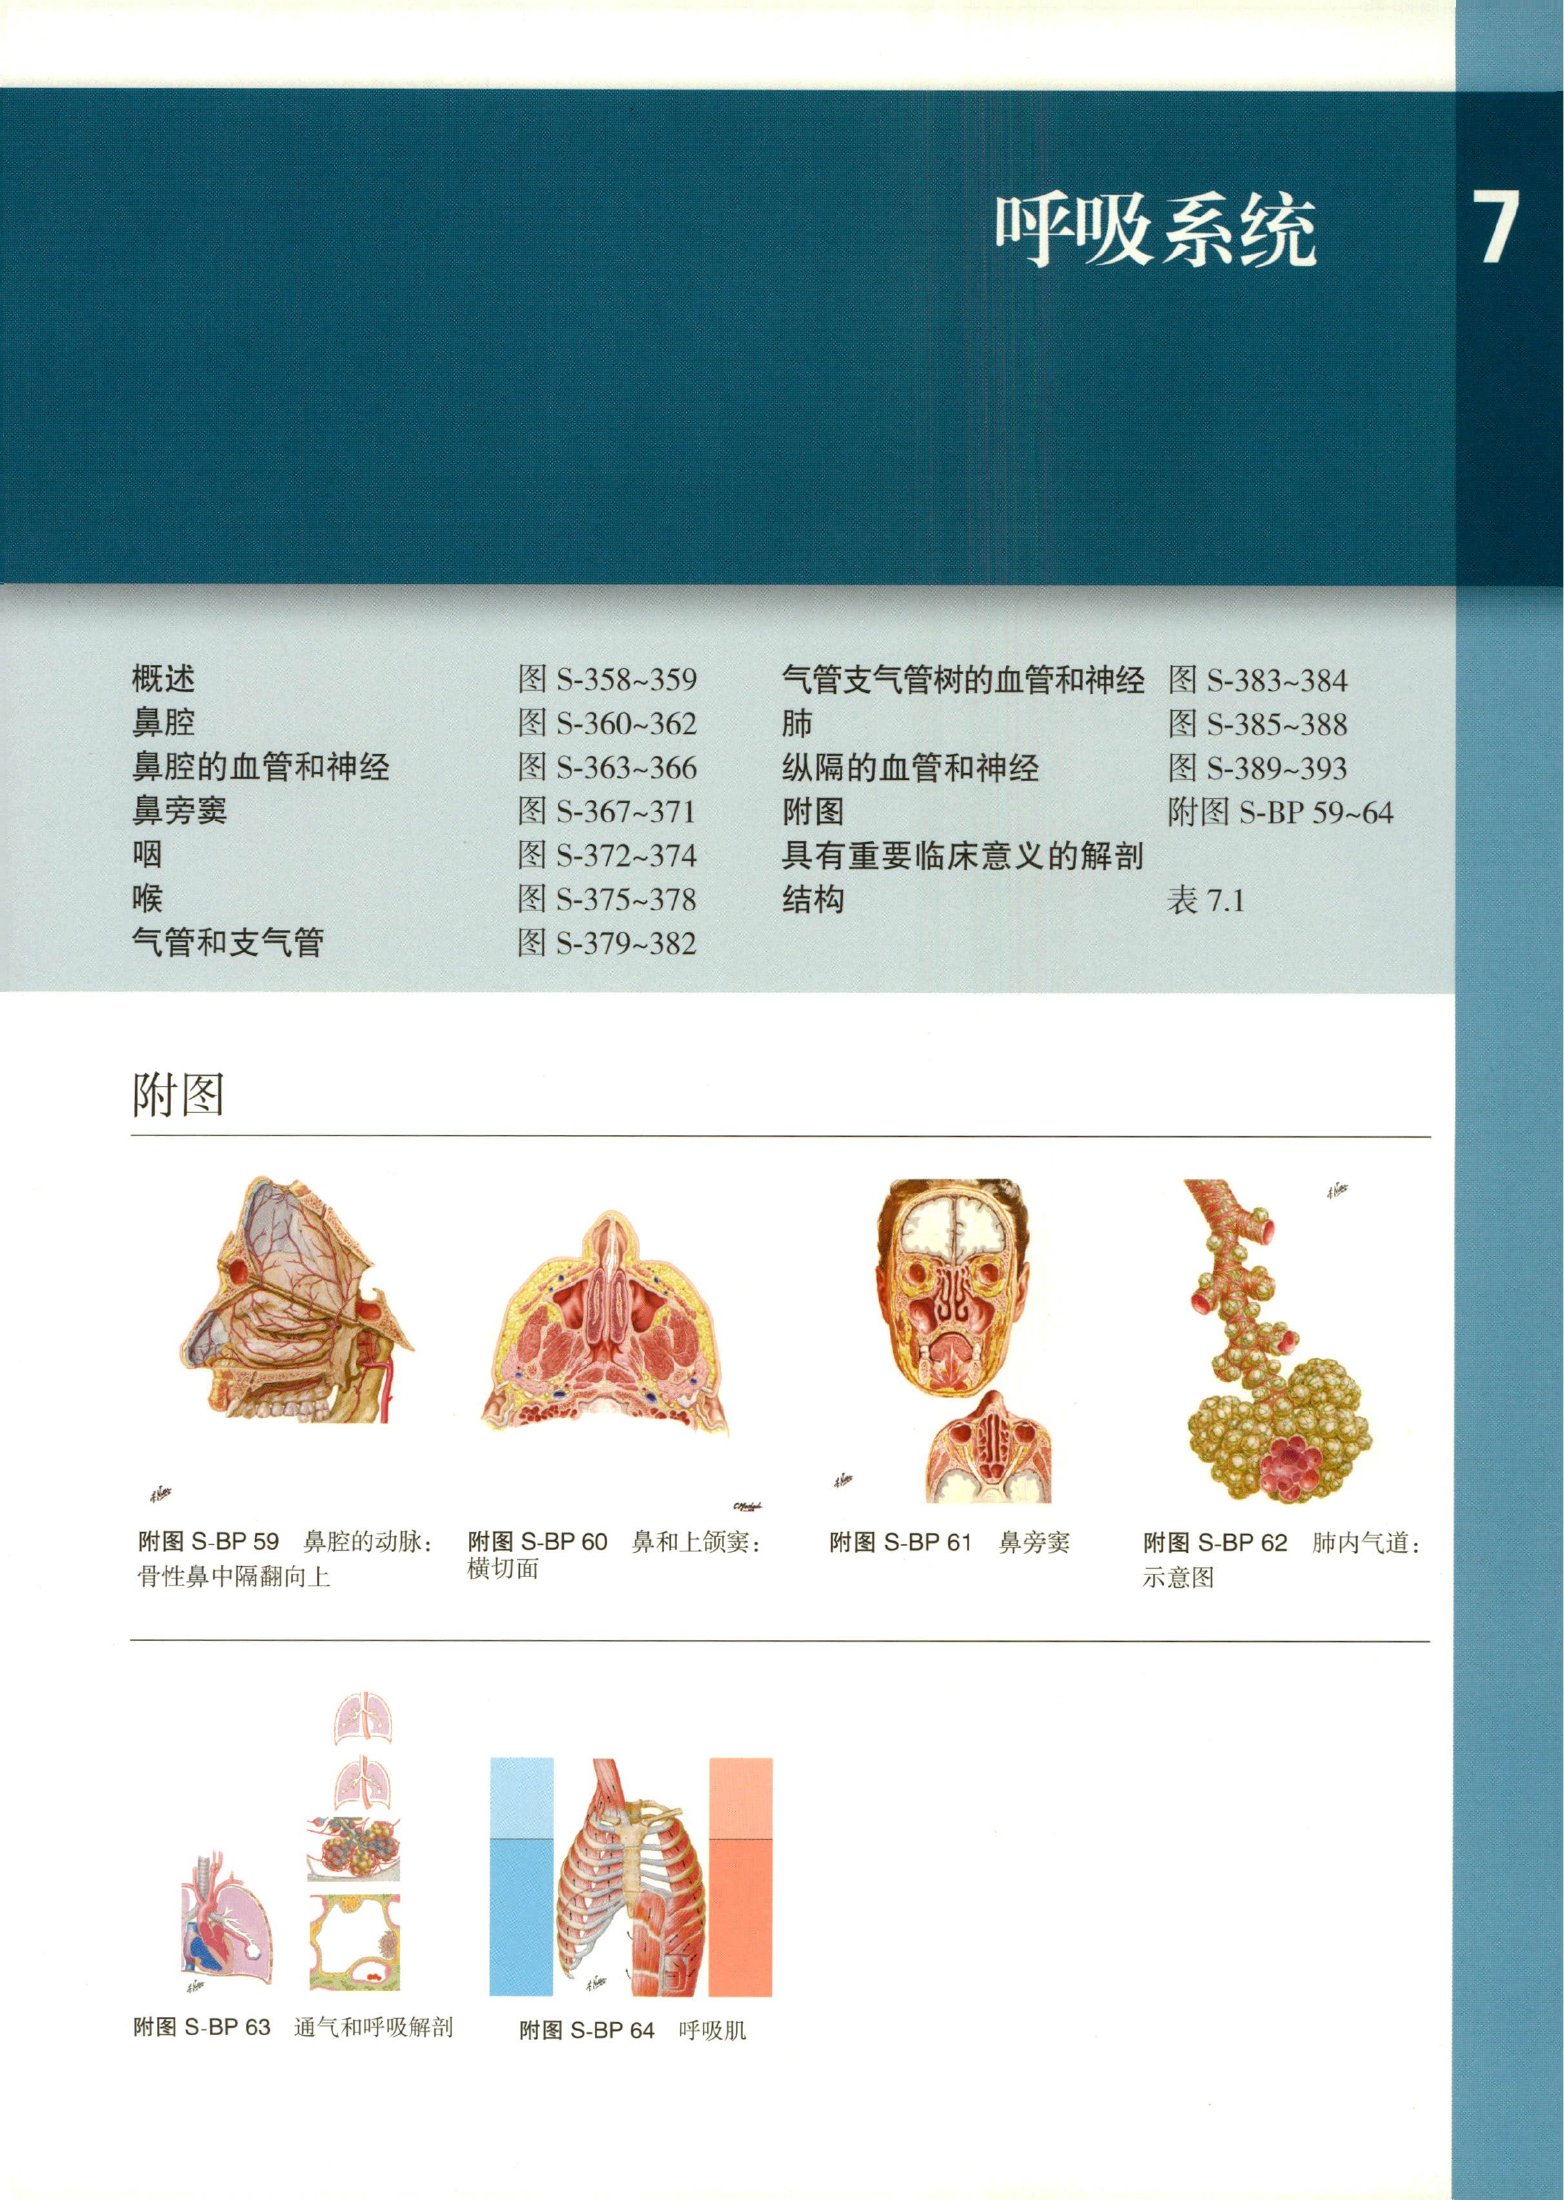 呼吸系统 7
概述 图 S-358~359
鼻腔 图 S-360~362
鼻腔的血管和神经 图 S-363~366
鼻旁窦 图 S-367~371
咽 图 S-372~374
喉 图 S-375~378
气管和支气管 图 S-379~382
气管支气管树的血管和神经 图 S-383~384
肺 图 S-385~388
纵隔的血管和神经 图 S-389~393
附图 附图 S-BP 59~64
具有重要临床意义的解剖
结构 表 7.1
附图
附图 S-BP 59 鼻腔的动脉：
骨性鼻中隔翻向上
附图 S-BP 60 鼻和上颌窦：
横切面
附图 S-BP 61 鼻旁窦
附图 S-BP 62 肺内气道：
示意图
附图 S-BP 63 通气和呼吸解剖
附图 S-BP 64 呼吸肌